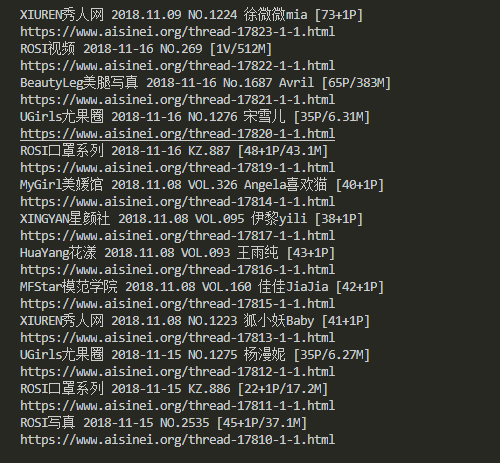 XIUREN秀人网 2018.11.09 NO.1224 徐微微mia [73+1P]
https://www.aisinei.org/thread-17823-1-1.html
ROSI视频 2018-11-16 NO.269 [1V/512M]
https://www.aisinei.org/thread-17822-1-1.html
BeautyLeg美腿写真 2018-11-16 No.1687 Avril [65P/383M]
https://www.aisinei.org/thread-17821-1-1.html
UGirls尤果圈 2018-11-16 NO.1276 宋雪儿 [35P/6.31M]
https://www.aisinei.org/thread-17820-1-1.html
ROSI口罩系列 2018-11-16 KZ.887 [48+1P/43.1M]
https://www.aisinei.org/thread-17819-1-1.html
MyGirl美媛馆 2018.11.08 VOL.326 Angela喜欢猫 [40+1P]
https://www.aisinei.org/thread-17814-1-1.html
XINGYAN星颜社 2018.11.08 VOL.095 伊黎yili [38+1P]
https://www.aisinei.org/thread-17817-1-1.html
HuaYang花漾 2018.11.08 VOL.093 王雨纯 [43+1P]
https://www.aisinei.org/thread-17816-1-1.html
MFStar模范学院 2018.11.08 VOL.160 佳佳JiaJia [42+1P]
https://www.aisinei.org/thread-17815-1-1.html
XIUREN秀人网 2018.11.08 NO.1223 狐小妖Baby [41+1P]
https://www.aisinei.org/thread-17813-1-1.html
UGirls尤果圈 2018-11-15 NO.1275 杨漫妮 [35P/6.27M]
https://www.aisinei.org/thread-17812-1-1.html
ROSI口罩系列 2018-11-15 KZ.886 [22+1P/17.2M]
https://www.aisinei.org/thread-17811-1-1.html
ROSI写真 2018-11-15 NO.2535 [45+1P/37.1M]
https://www.aisinei.org/thread-17810-1-1.html